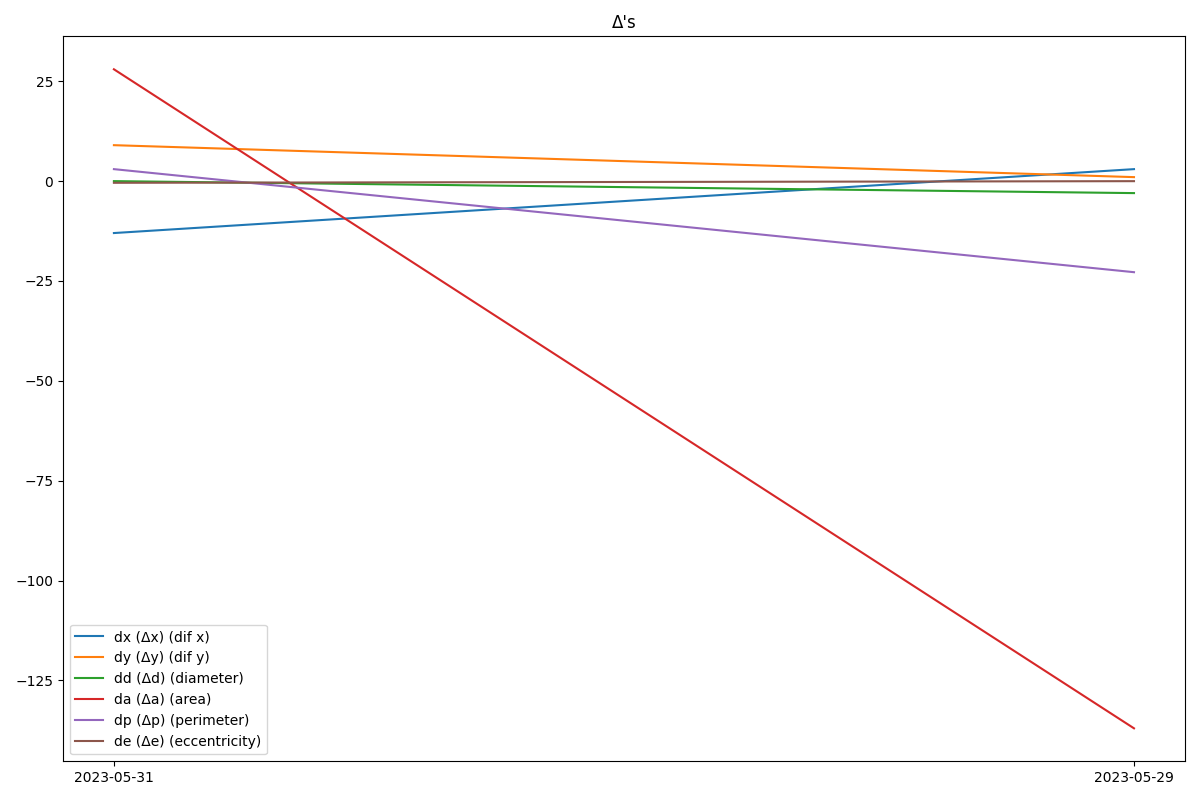 Δ's
25
0
−25
−50
−75
−100
−125
dx (Δx) (dif x)
dy (Δy) (dif y)
dd (Δd) (diameter)
da (Δa) (area)
dp (Δp) (perimeter)
de (Δe) (eccentricity)
2023-05-31
2023-05-29